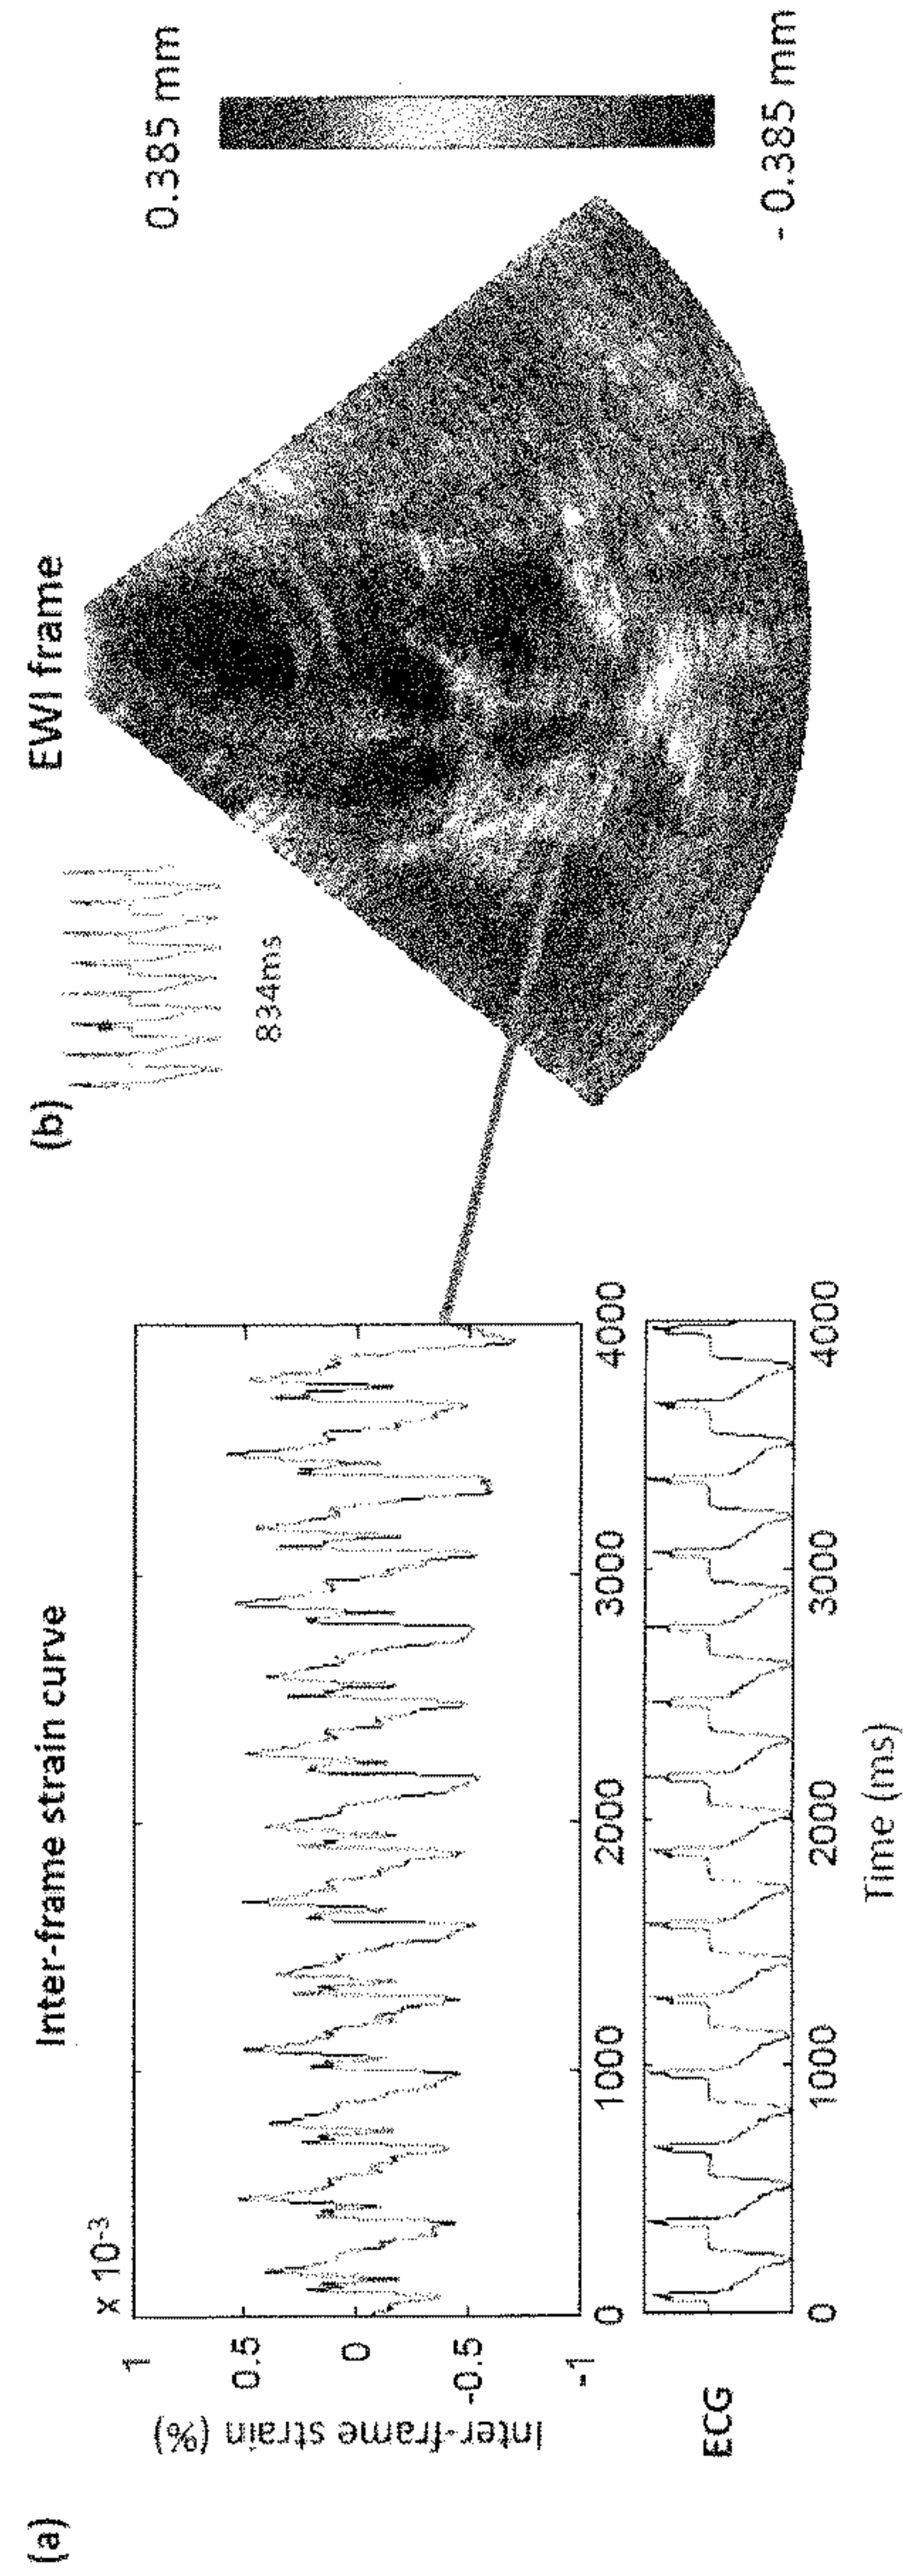 (a)
Inter-frame strain curve
x 10-3
1
0.5
0
-0.5
-1
Inter-frame strain (%)
0
1000
2000
3000
4000
ECG
0
1000
2000
3000
4000
Time (ms)
(b)
834ms
EWI frame
0.385 mm
- 0.385 mm